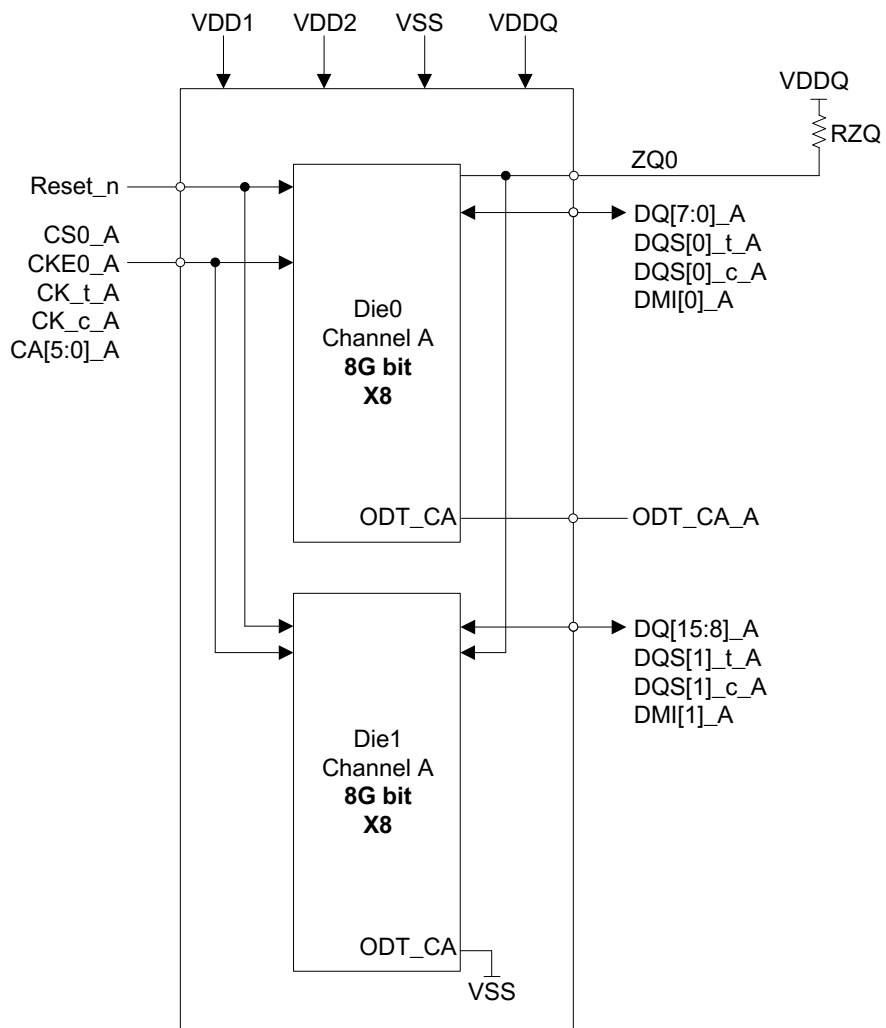 VDD1 VDD2 VSS VDDQ
VDDQ
RZQ
ZQ0
Reset_n
CS0_A
CKE0_A
CK_t_A
CK_c_A
CA[5:0]_A
DQ[7:0]_A
DQS[0]_t_A
DQS[0]_c_A
DMI[0]_A
Die0
Channel A
8G bit
X8
ODT_CA
ODT_CA_A
DQ[15:8]_A
DQS[1]_t_A
DQS[1]_c_A
DMI[1]_A
Die1
Channel A
8G bit
X8
ODT_CA
VSS